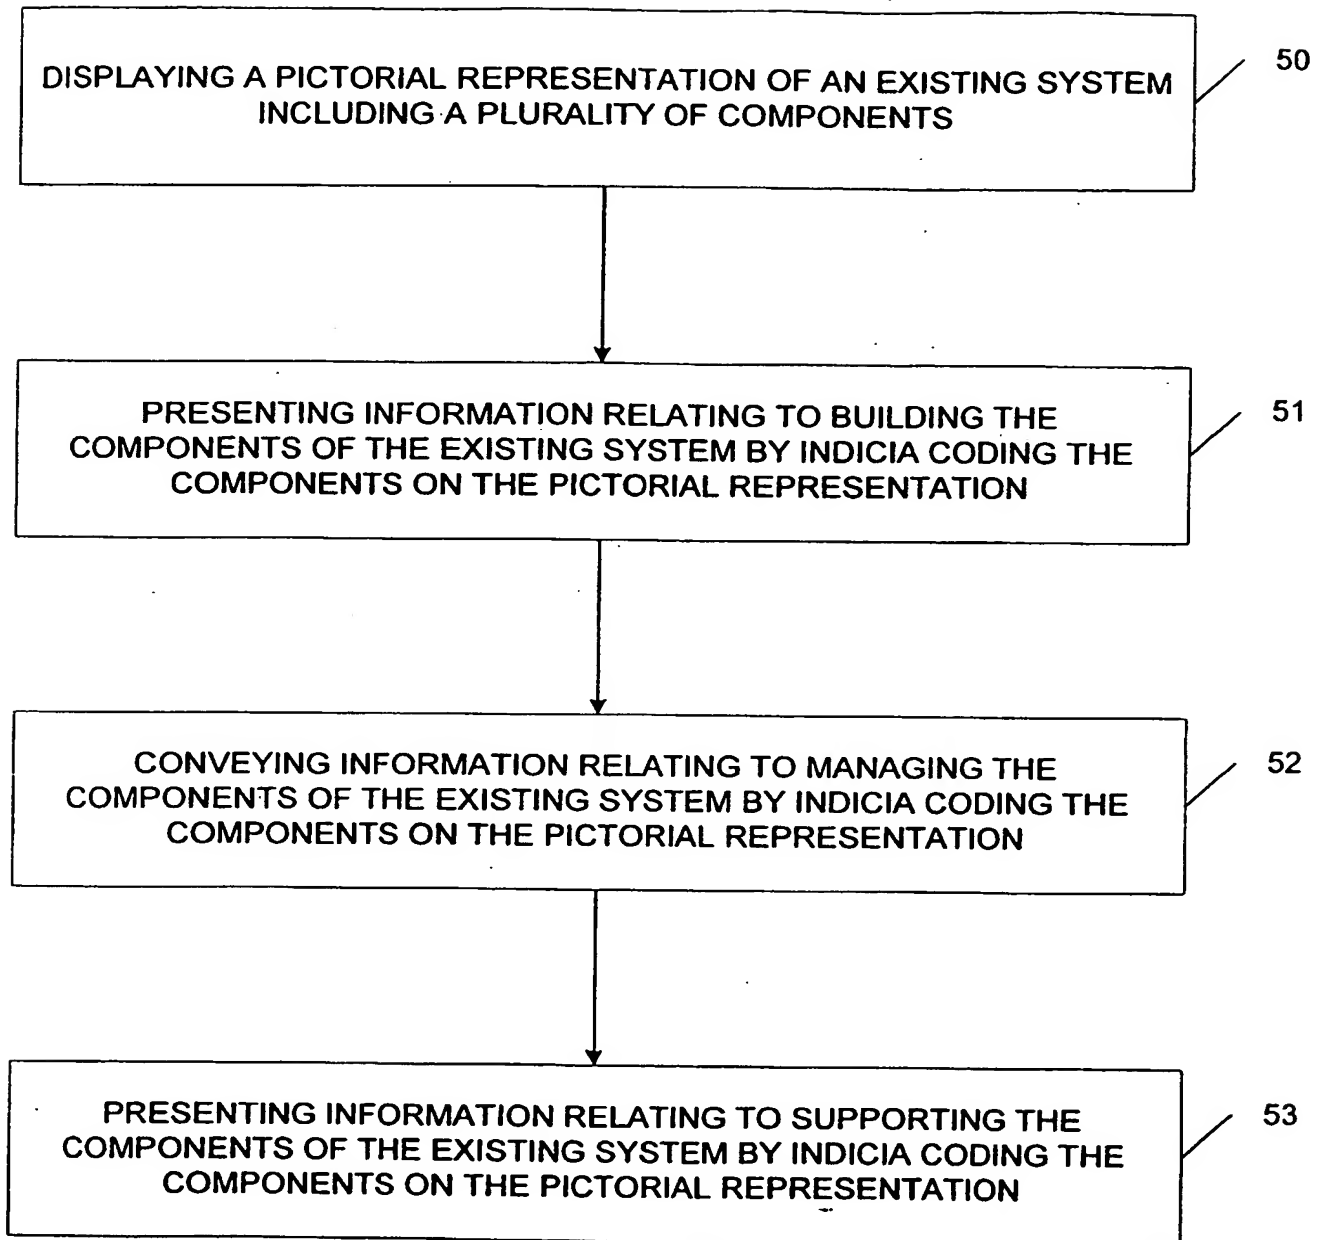 DISPLAYING A PICTORIAL REPRESENTATION OF AN EXISTING SYSTEM
INCLUDING A PLURALITY OF COMPONENTS
50
PRESENTING INFORMATION RELATING TO BUILDING THE
COMPONENTS OF THE EXISTING SYSTEM BY INDICIA CODING THE
COMPONENTS ON THE PICTORIAL REPRESENTATION
51
CONVEYING INFORMATION RELATING TO MANAGING THE
COMPONENTS OF THE EXISTING SYSTEM BY INDICIA CODING THE
COMPONENTS ON THE PICTORIAL REPRESENTATION
52
PRESENTING INFORMATION RELATING TO SUPPORTING THE
COMPONENTS OF THE EXISTING SYSTEM BY INDICIA CODING THE
COMPONENTS ON THE PICTORIAL REPRESENTATION
53